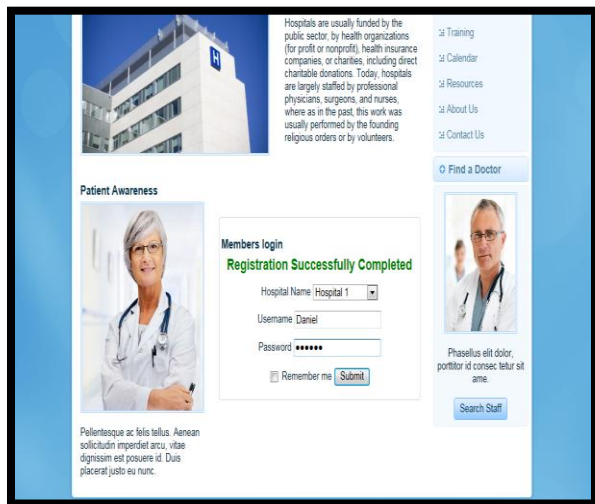 Hospitals are usually funded by the
public sector, by health organizations
(for profit or nonprofit), health insurance
companies, or charities, including direct
charitable donations. Today, hospitals
are largely staffed by professional
physicians, surgeons, and nurses,
where as in the past, this work was
usually performed by the founding
religious orders or by volunteers.
H
Training
Calendar
Resources
About Us
Contact Us
Find a Doctor
Patient Awareness
Members login
Registration Successfully Completed
Hospital Name Hospital 1
Username Daniel
Password ••••••
Remember me Submit
Pellentesque ac felis tellus. Aenean
sollicitudin imperdiet arcu, vitae
dignissim est posuere id. Duis
placerat justo eu nunc.
Phasellus elit dolor,
porttitor id consec tetur sit
ame.
Search Staff